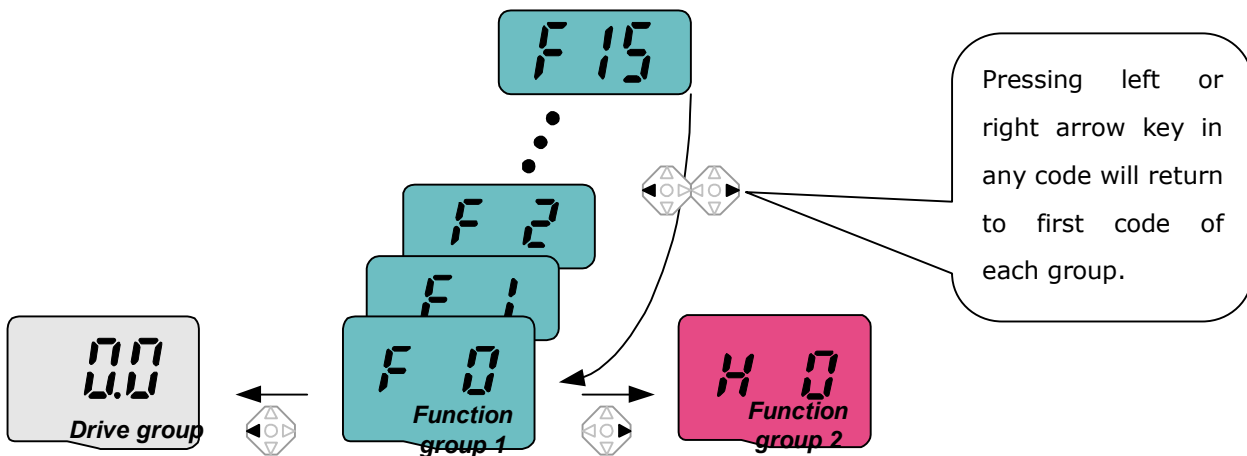 F 15
Pressing left or
right arrow key in
any code will return
to first code of
each group.
F 2
F 1
F 0
0.0
H 0
Drive group
Function
group 1
Function
group 2